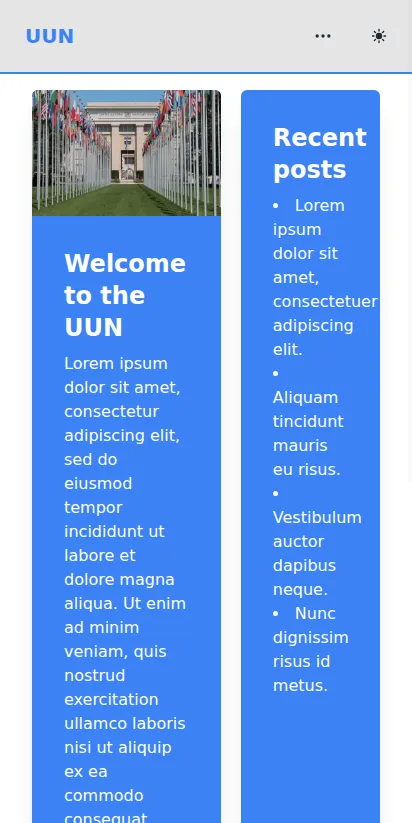 UUN
Welcome
to the
UUN
Lorem ipsum
dolor sit amet,
consectetur
adipiscing elit,
sed do
eiusmod
tempor
incididunt ut
labore et
dolore magna
aliqua. Ut enim
ad minim
veniam, quis
nostrud
exercitation
ullamco laboris
nisi ut aliquip
ex ea
commodo
consequat
Recent
posts
• Lorem
ipsum
dolor sit
amet,
consectetuer
adipiscing
elit.
•
Aliquam
tincidunt
mauris
eu risus.
•
Vestibulum
auctor
dapibus
neque.
• Nunc
dignissim
risus id
metus.